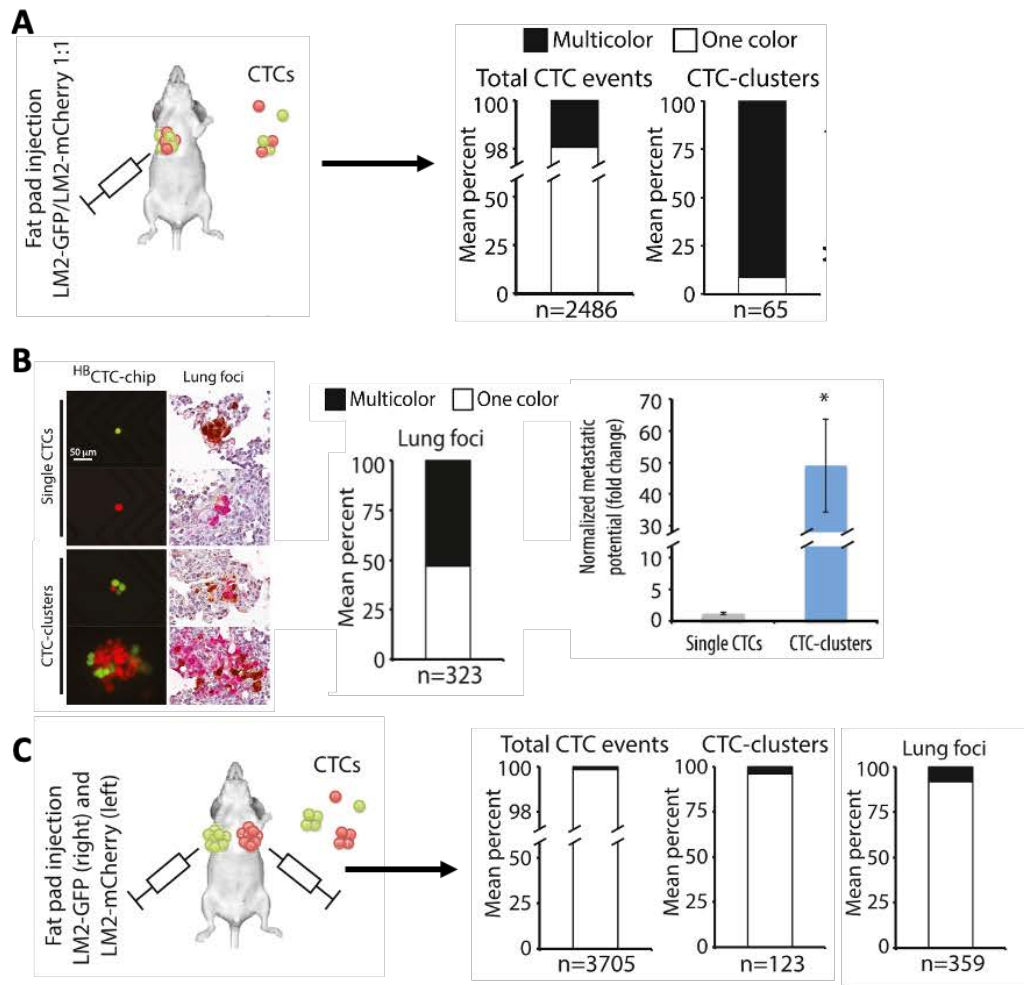 A
Fat pad injection
LM2-GFP/LM2-mCherry 1:1
CTCs
Multicolor One color
Total CTC events
Mean percent
100
98
50
25
0
n=2486
CTC-clusters
Mean percent
100
75
50
25
0
n=65
B
HBCTC-chip Lung foci
Single CTCs
50 µm
CTC-clusters
Multicolor One color
Lung foci
Mean percent
100
75
50
25
0
n=323
Normalized metastatic
potential (fold change)
70
60
50
40
30
10
5
0
*
Single CTCs CTC-clusters
C
Fat pad injection
LM2-GFP (right) and
LM2-mCherry (left)
CTCs
Total CTC events
Mean percent
100
98
50
25
0
n=3705
CTC-clusters
Mean percent
100
75
50
25
0
n=123
Lung foci
Mean percent
100
75
50
25
0
n=359